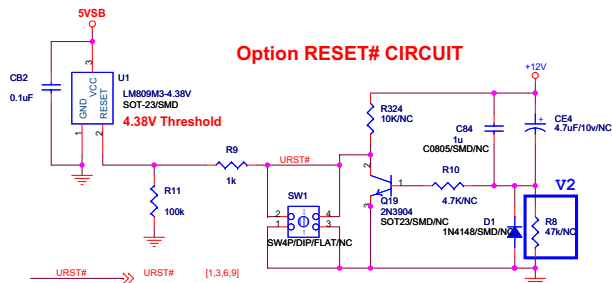 5VSB
Option RESET# CIRCUIT
+12V
CB2
0.1uF
3
VCC
GND
RESET
1
2
U1
LM809M3-4.38V
SOT-23/SMD
4.38V Threshold
R324
10K/NC
C84
1u
C0805/SMD/NC
CE4
4.7uF/10v/NC
R9
1k
URST#
R11
100k
SW1
2
1
4
3
SW4P/DIP/FLAT/NC
2
1
3
Q19
2N3904
SOT23/SMD/NC
R10
4.7K/NC
D1
1N4148/SMD/NC
V2
R8
47k/NC
URST#
URST#
[1,3,6,9]
+